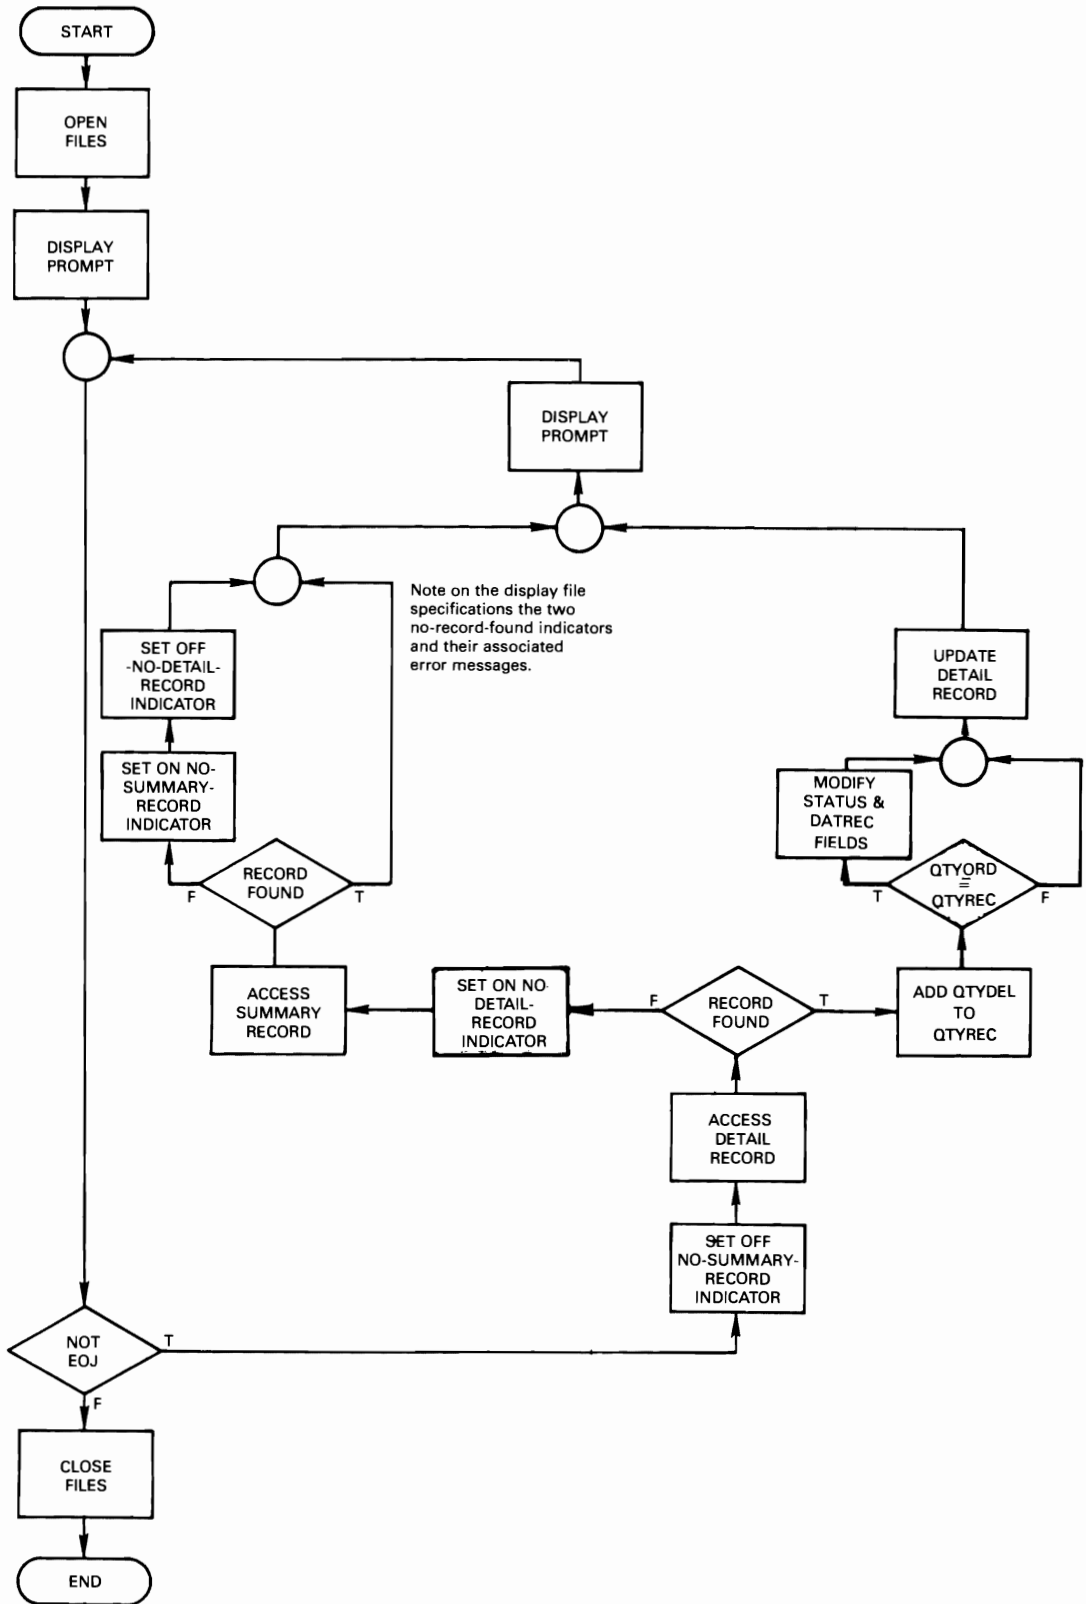 START
OPEN
FILES
DISPLAY
PROMPT
DISPLAY
PROMPT
Note on the display file
specifications the two
no-record-found indicators
and their associated
error messages.
SET OFF
-NO-DETAIL-
RECORD
INDICATOR
SET ON NO-
SUMMARY-
RECORD
INDICATOR
RECORD
FOUND
F
T
ACCESS
SUMMARY
RECORD
SET ON NO-
DETAIL-
RECORD
INDICATOR
F
RECORD
FOUND
T
UPDATE
DETAIL
RECORD
MODIFY
STATUS &
DATREC
FIELDS
QTYORD
=
QTYREC
T
F
ADD QTYDEL
TO
QTYREC
ACCESS
DETAIL
RECORD
SET OFF
NO-SUMMARY-
RECORD
INDICATOR
NOT
EOJ
T
F
CLOSE
FILES
END